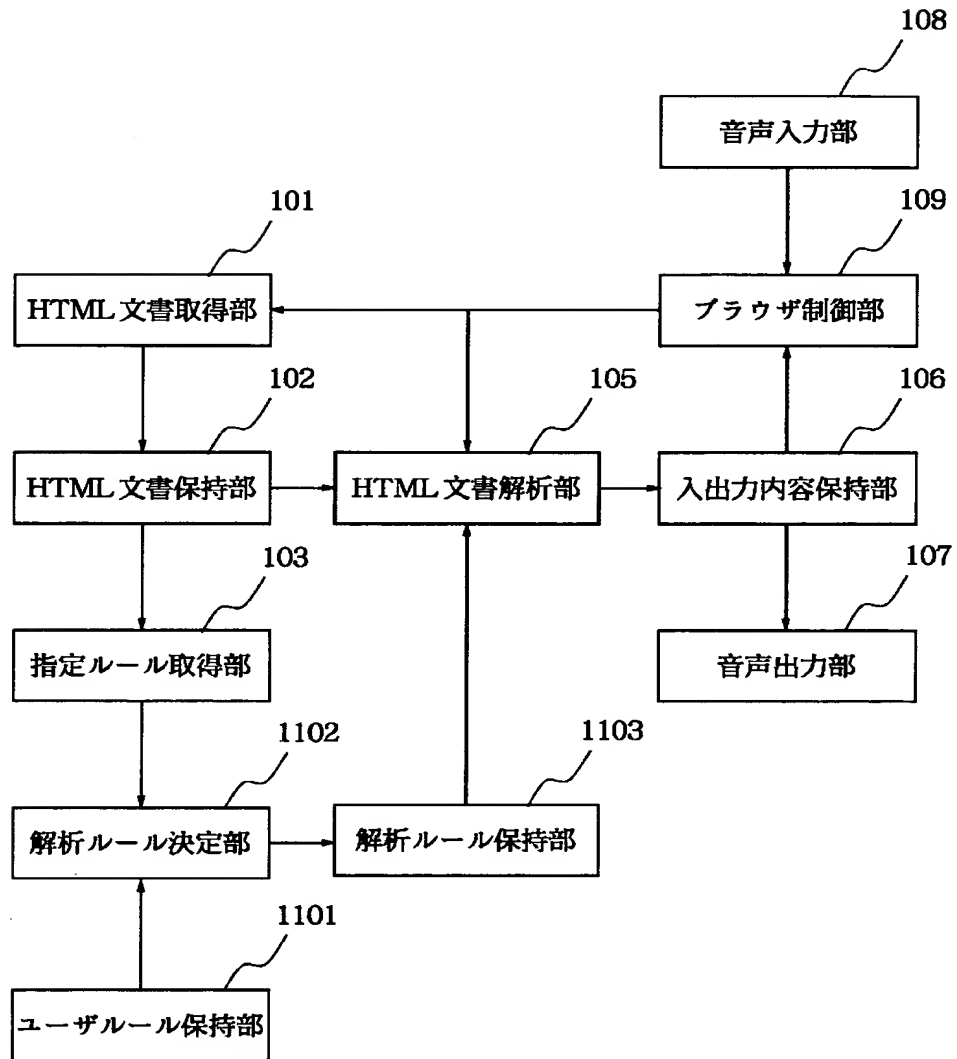 108
音声入力部
101
109
HTML文書取得部
ブラウザ制御部
102
105
106
HTML文書保持部
HTML文書解析部
入出力内容保持部
103
107
指定ルール取得部
音声出力部
1102
1103
解析ルール決定部
解析ルール保持部
1101
ユーザルール保持部